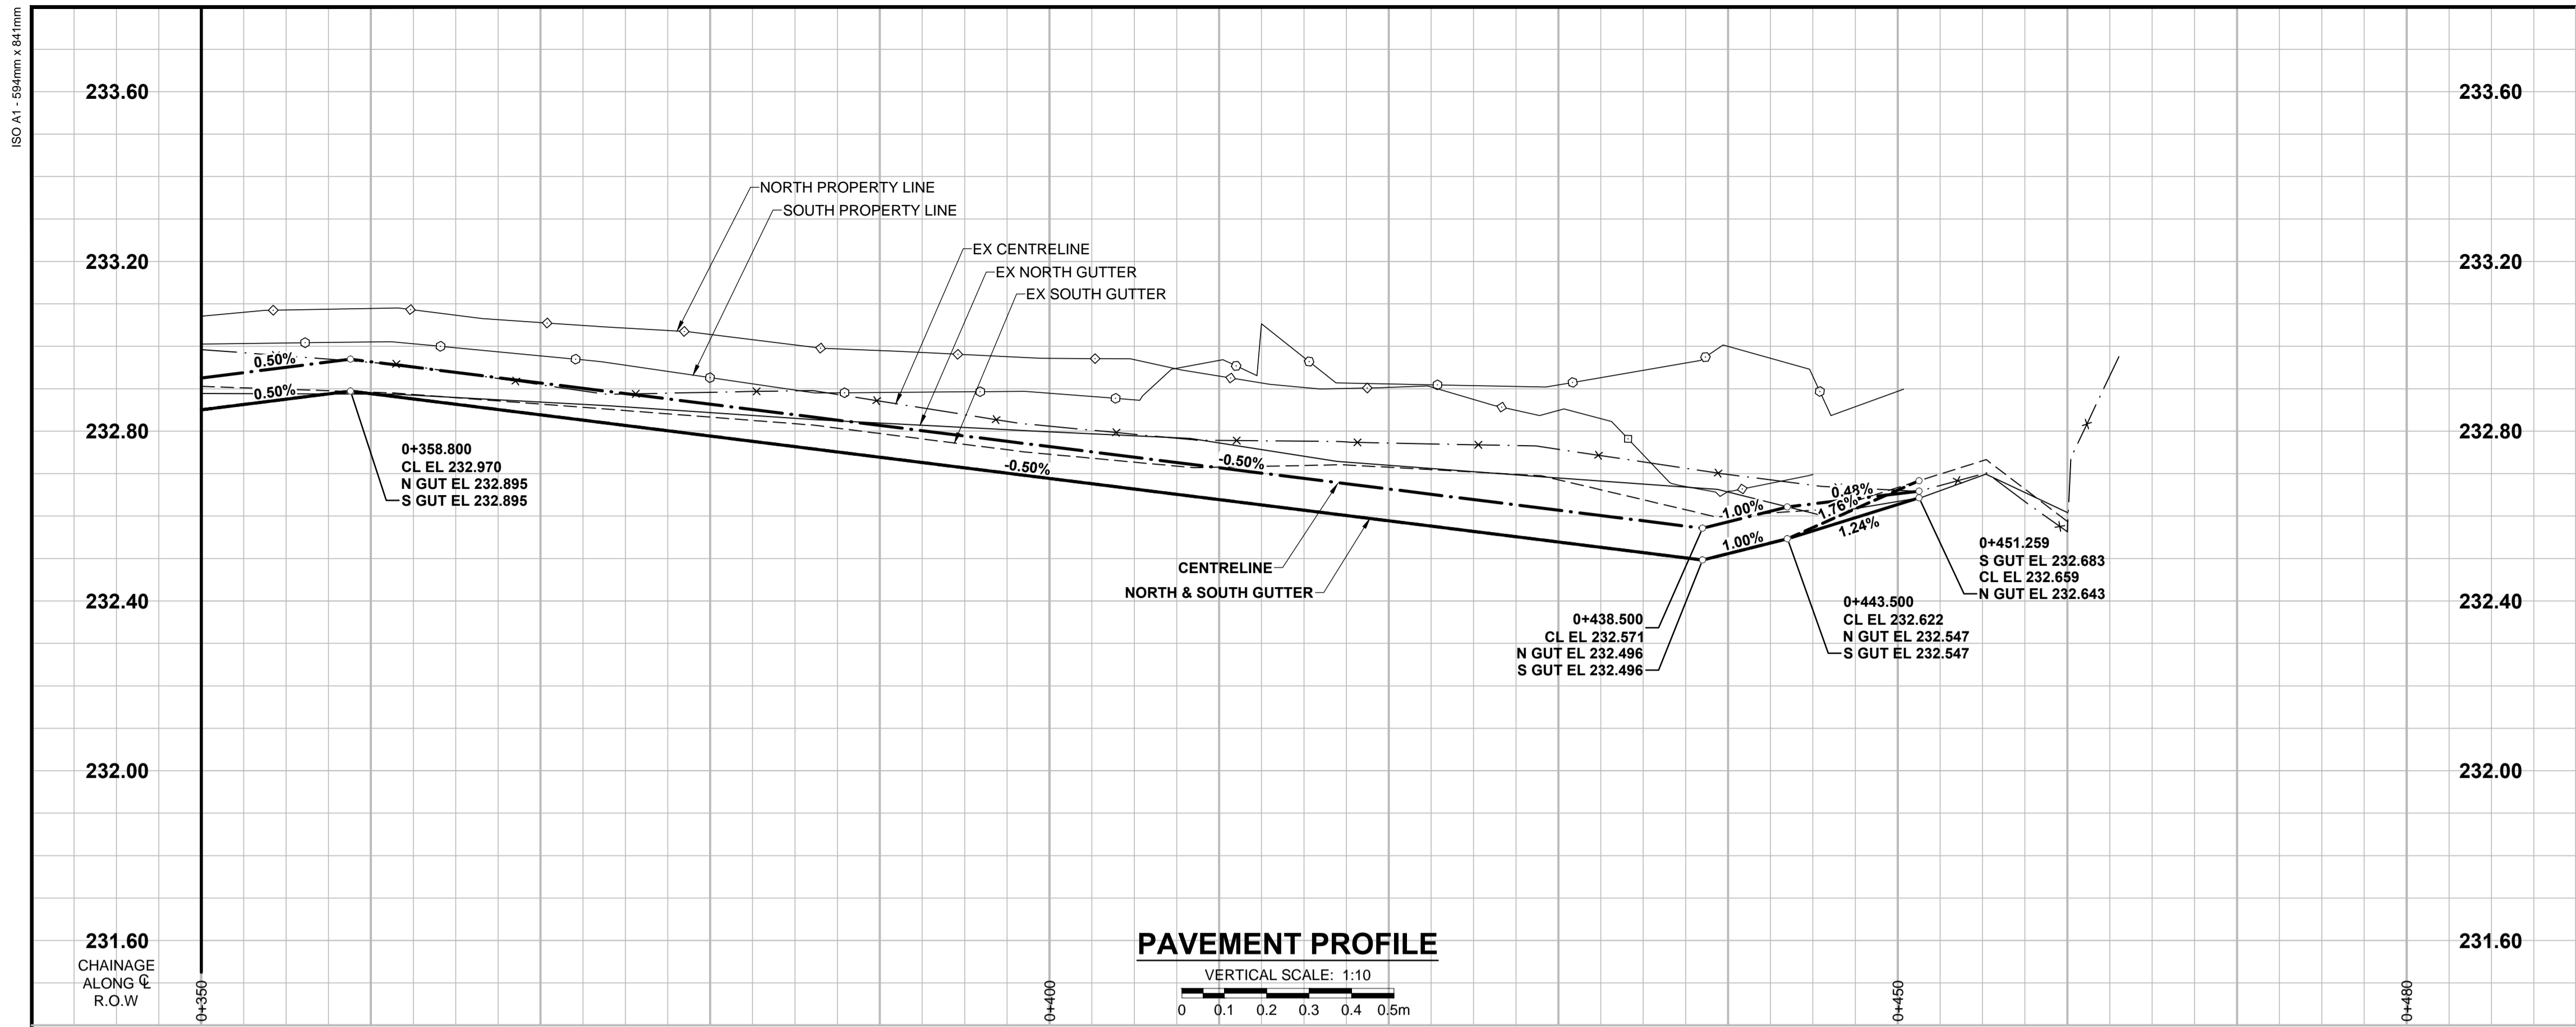 ISO A1 - 594mm x 841mm
233.60
233.60
NORTH PROPERTY LINE
SOUTH PROPERTY LINE
EX CENTRELINE
EX NORTH GUTTER
EX SOUTH GUTTER
233.20
233.20
0.50%
0.50%
232.80
232.80
0+358.800
CL EL 232.970
N GUT EL 232.895
S GUT EL 232.895
-0.50%
-0.50%
0.48%
1.76%
1.00%
1.24%
1.00%
CENTRELINE
NORTH & SOUTH GUTTER
0+451.259
S GUT EL 232.683
CL EL 232.659
N GUT EL 232.643
232.40
232.40
0+438.500
CL EL 232.571
N GUT EL 232.496
S GUT EL 232.496
0+443.500
CL EL 232.622
N GUT EL 232.547
S GUT EL 232.547
232.00
232.00
231.60
231.60
PAVEMENT PROFILE
VERTICAL SCALE: 1:10
0 0.1 0.2 0.3 0.4 0.5m
CHAINAGE
ALONG ℄
R.O.W
0+350
0+400
0+450
0+480